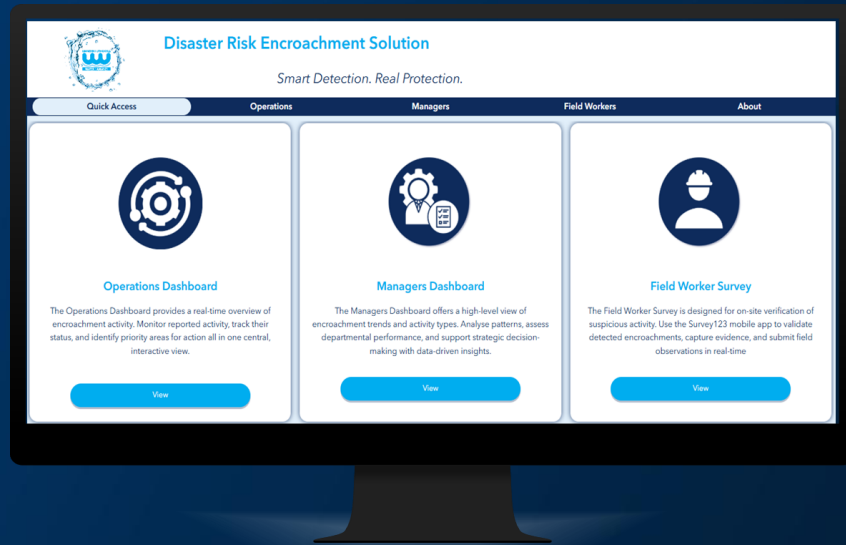 Disaster Risk Encroachment Solution
Smart Detection. Real Protection.
Quick Access
Operations
Managers
Field Workers
About
Operations Dashboard
The Operations Dashboard provides a real-time overview of
encroachment activity. Monitor reported activity, track their
status, and identify priority areas for action all in one central,
interactive view.
View
Managers Dashboard
The Managers Dashboard offers a high-level view of
encroachment trends and activity types. Analyse patterns, assess
departmental performance, and support strategic decision-
making with data-driven insights.
View
Field Worker Survey
The Field Worker Survey is designed for on-site verification of
suspicious activity. Use the Survey123 mobile app to validate
detected encroachments, capture evidence, and submit field
observations in real-time
View